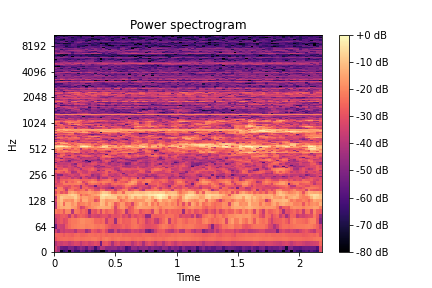 Power spectrogram
Hz
8192
4096
2048
1024
512
256
128
64
0
0 0.5 1 1.5 2
Time
+0 dB
-10 dB
-20 dB
-30 dB
-40 dB
-50 dB
-60 dB
-70 dB
-80 dB